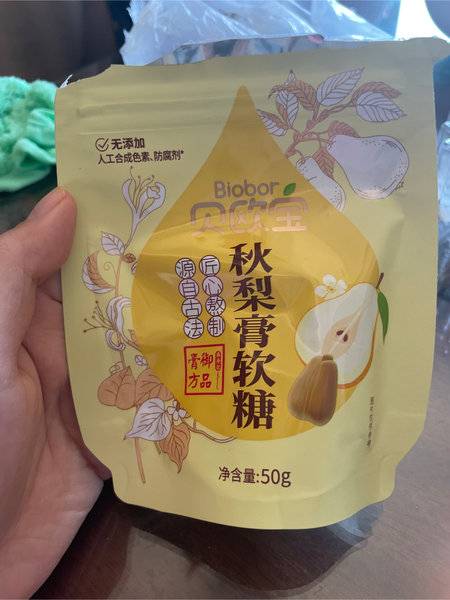 无添加
人工合成色素、防腐剂*
Biobor
贝欧宝
秋梨膏软糖
匠心熬制
源自古法
御品
膏方
净含量:50g